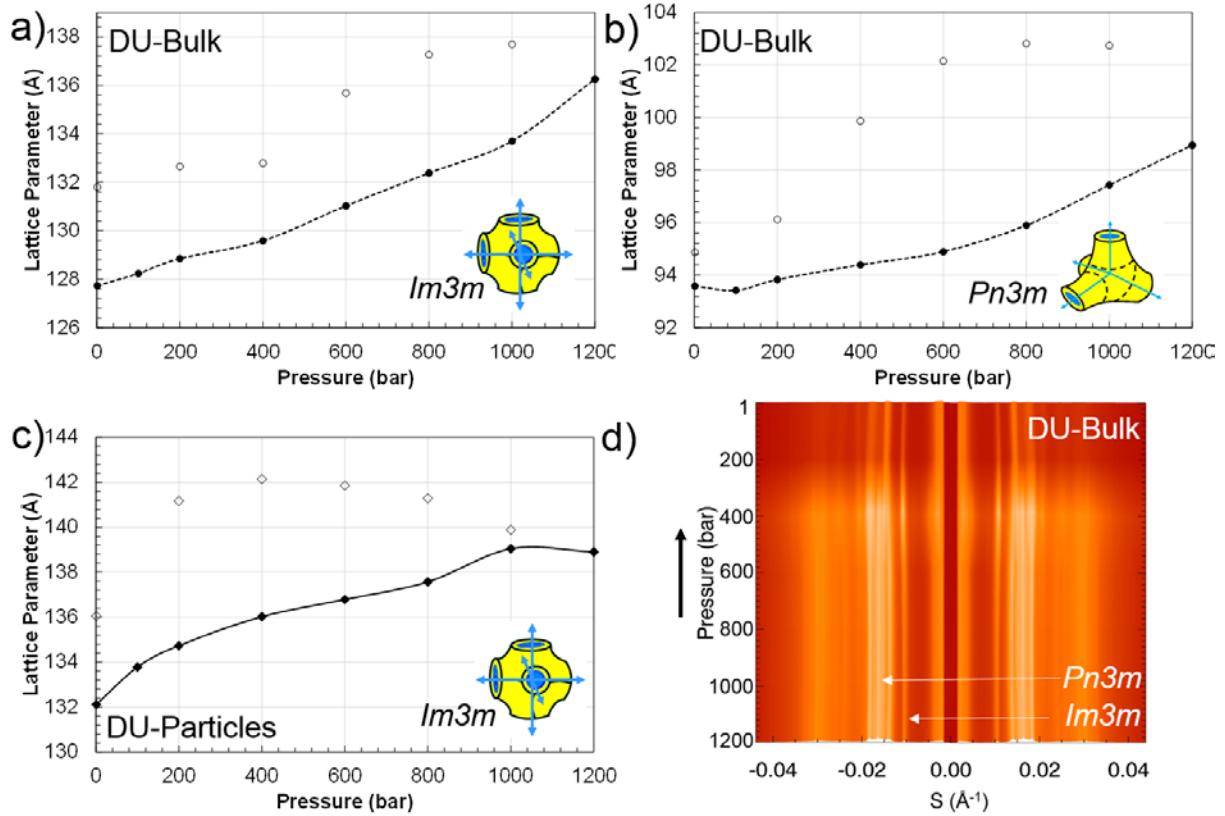 a)
DU-Bulk
Lattice Parameter (Å)
138
136
134
132
130
128
126
0 200 400 600 800 1000 1200
Pressure (bar)
Im3m
b)
DU-Bulk
Lattice Parameter (Å)
104
102
100
98
96
94
92
0 200 400 600 800 1000 1200
Pressure (bar)
Pn3m
c)
DU-Particles
Lattice Parameter (Å)
144
142
140
138
136
134
132
130
0 200 400 600 800 1000 1200
Pressure (bar)
Im3m
d)
DU-Bulk
Pressure (bar)
1
200
400
600
800
1000
1200
Pn3m
Im3m
-0.04 -0.02 0.00 0.02 0.04
S (Å-1)